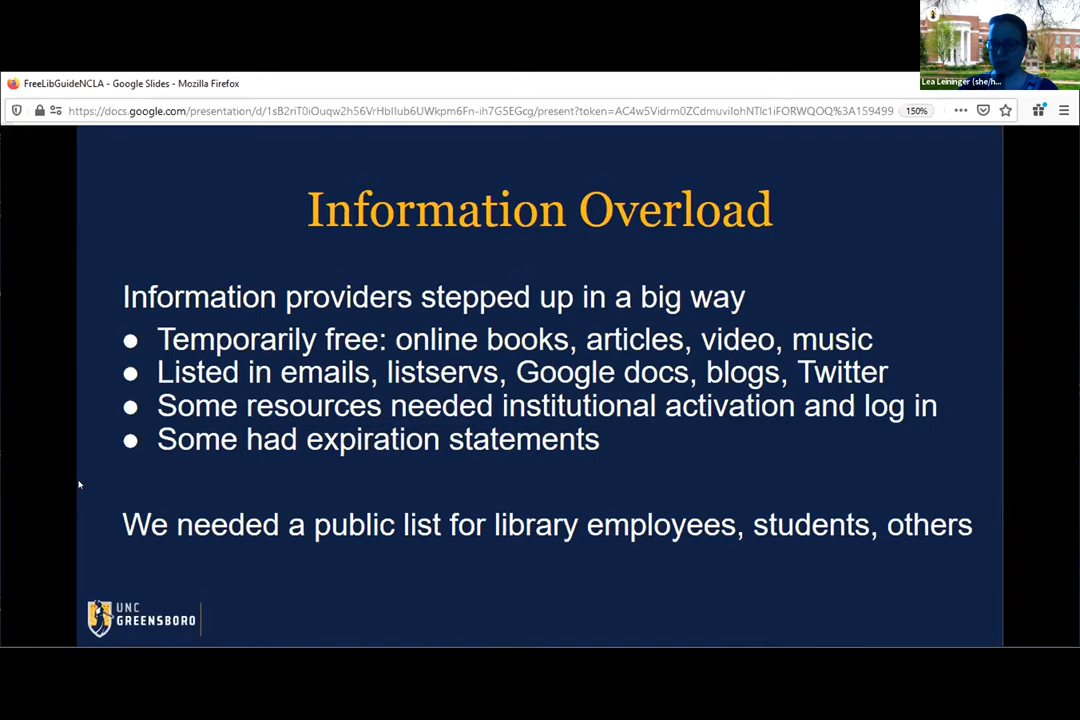 Lea Leininger (she/h...
FreeLibGuideNCLA - Google Slides - Mozilla Firefox
150%
Information Overload
Information providers stepped up in a big way
● Temporarily free: online books, articles, video, music
● Listed in emails, listservs, Google docs, blogs, Twitter
● Some resources needed institutional activation and log in
● Some had expiration statements
We needed a public list for library employees, students, others
UNC
GREENSBORO